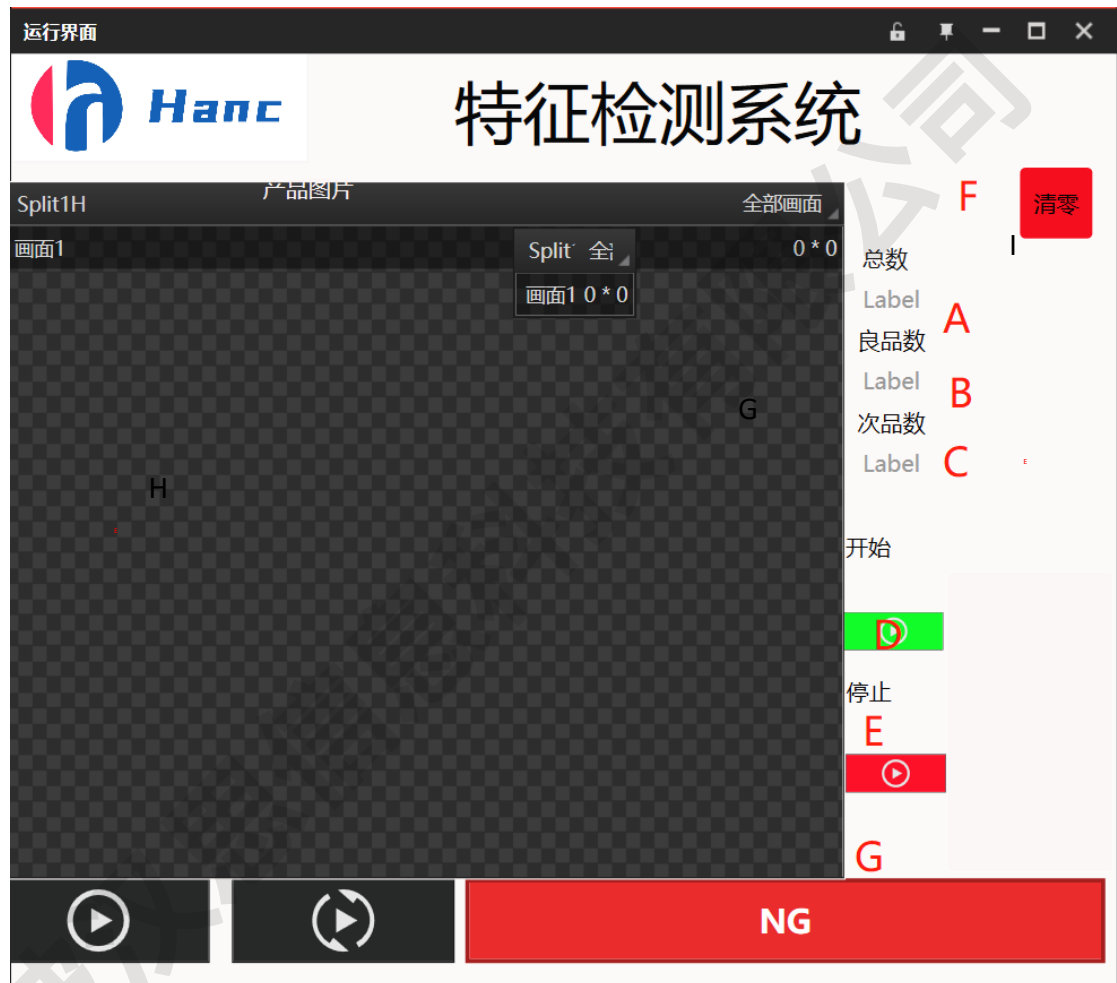 运行界面
Hanc
特征检测系统
Split1H
产品图片
全部画面
F
清零
画面1
Split
全
0 * 0
总数
I
画面1 0 * 0
Label
A
良品数
Label
B
G
次品数
Label
C
E
H
开始
D
停止
E
G
NG